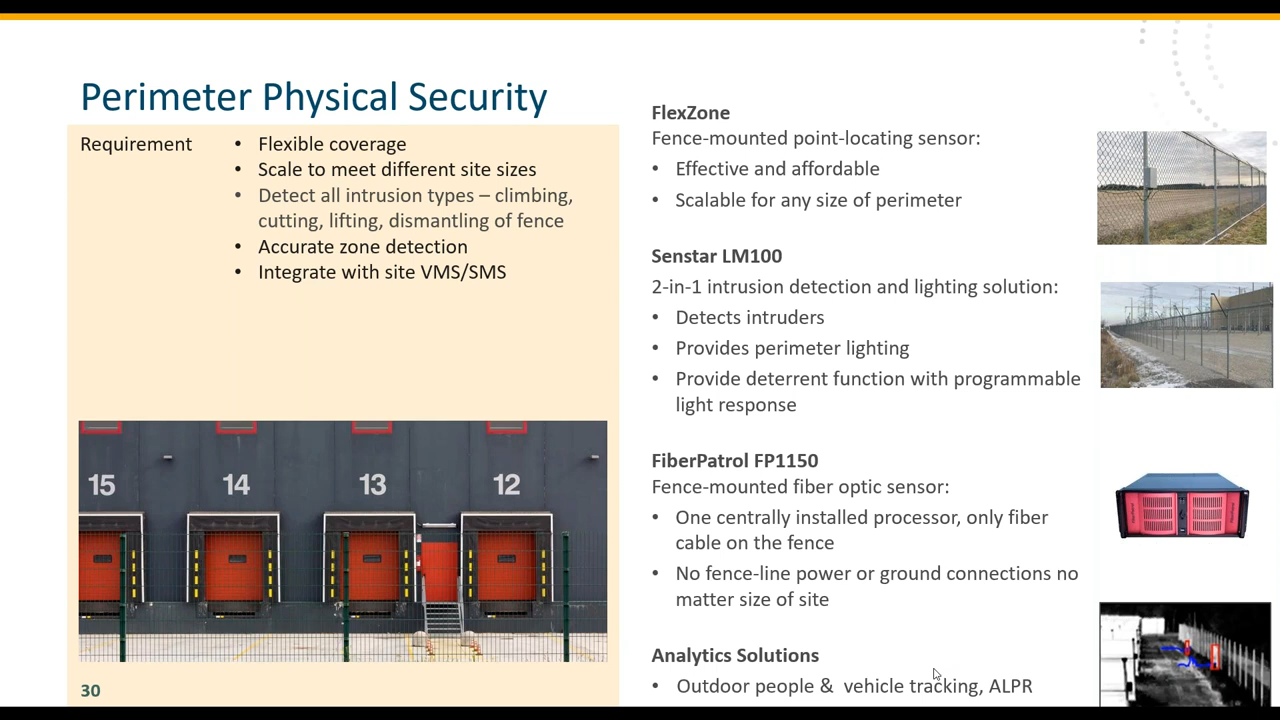 Perimeter Physical Security
Requirement
• Flexible coverage
• Scale to meet different site sizes
• Detect all intrusion types – climbing,
cutting, lifting, dismantling of fence
• Accurate zone detection
• Integrate with site VMS/SMS
15
14
13
12
30
FlexZone
Fence-mounted point-locating sensor:
• Effective and affordable
• Scalable for any size of perimeter
Senstar LM100
2-in-1 intrusion detection and lighting solution:
• Detects intruders
• Provides perimeter lighting
• Provide deterrent function with programmable
light response
FiberPatrol FP1150
Fence-mounted fiber optic sensor:
• One centrally installed processor, only fiber
cable on the fence
• No fence-line power or ground connections no
matter size of site
Analytics Solutions
• Outdoor people & vehicle tracking, ALPR